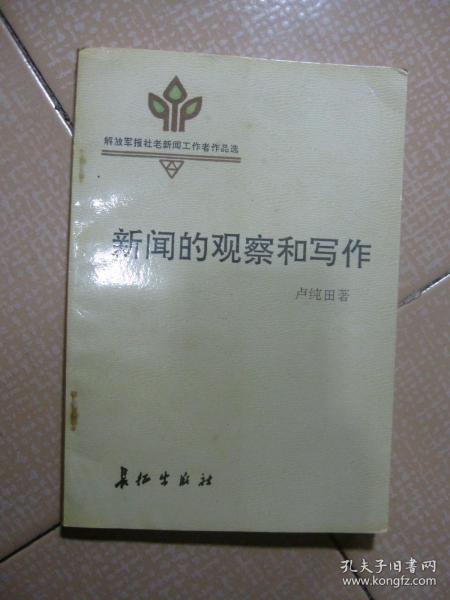 解放军报社老新闻工作者作品选
新闻的观察和写作
卢纯田著
长征出版社
孔夫子旧书网
www.kongfz.com